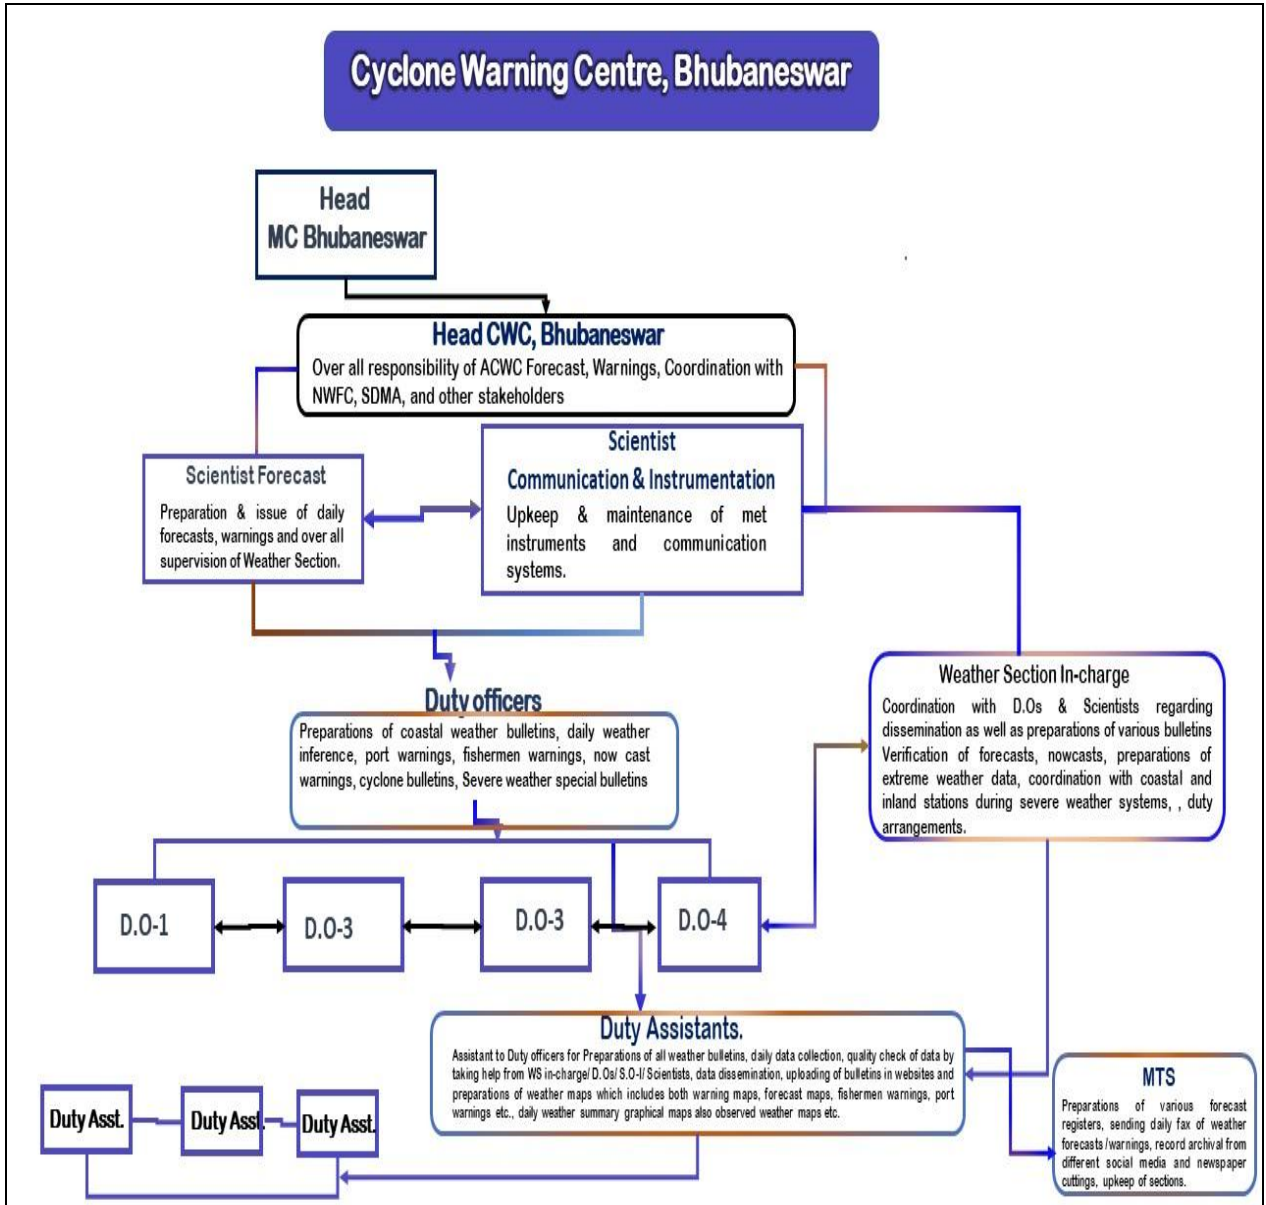 Cyclone Warning Centre, Bhubaneswar
Head
MC Bhubaneswar
Head CWC, Bhubaneswar
Over all responsibility of ACWC Forecast, Warnings, Coordination with
NWFC, SDMA, and other stakeholders
Scientist Forecast
Preparation & issue of daily
forecasts, warnings and over all
supervision of Weather Section.
Scientist
Communication & Instrumentation
Upkeep & maintenance of met
instruments and communication
systems.
Duty officers
Preparations of coastal weather bulletins, daily weather
inference, port warnings, fishermen warnings, now cast
warnings, cyclone bulletins, Severe weather special bulletins
Weather Section In-charge
Coordination with D.Os & Scientists regarding
dissemination as well as preparations of various bulletins
Verification of forecasts, nowcasts, preparations of
extreme weather data, coordination with coastal and
inland stations during severe weather systems, , duty
arrangements.
D.O-1
D.O-3
D.O-3
D.O-4
Duty Assistants.
Assistant to Duty officers for Preparations of all weather bulletins, daily data collection, quality check of data by
taking help from WS in-charge/ D.Os/ S.O-I/ Scientists, data dissemination, uploading of bulletins in websites and
preparations of weather maps which includes both warning maps, forecast maps, fishermen warnings, port
warnings etc., daily weather summary graphical maps also observed weather maps etc.
MTS
Preparations of various forecast
registers, sending daily fax of weather
forecasts /warnings, record archival from
different social media and newspaper
cuttings, upkeep of sections.
Duty Asst.
Duty Asst.
Duty Asst.